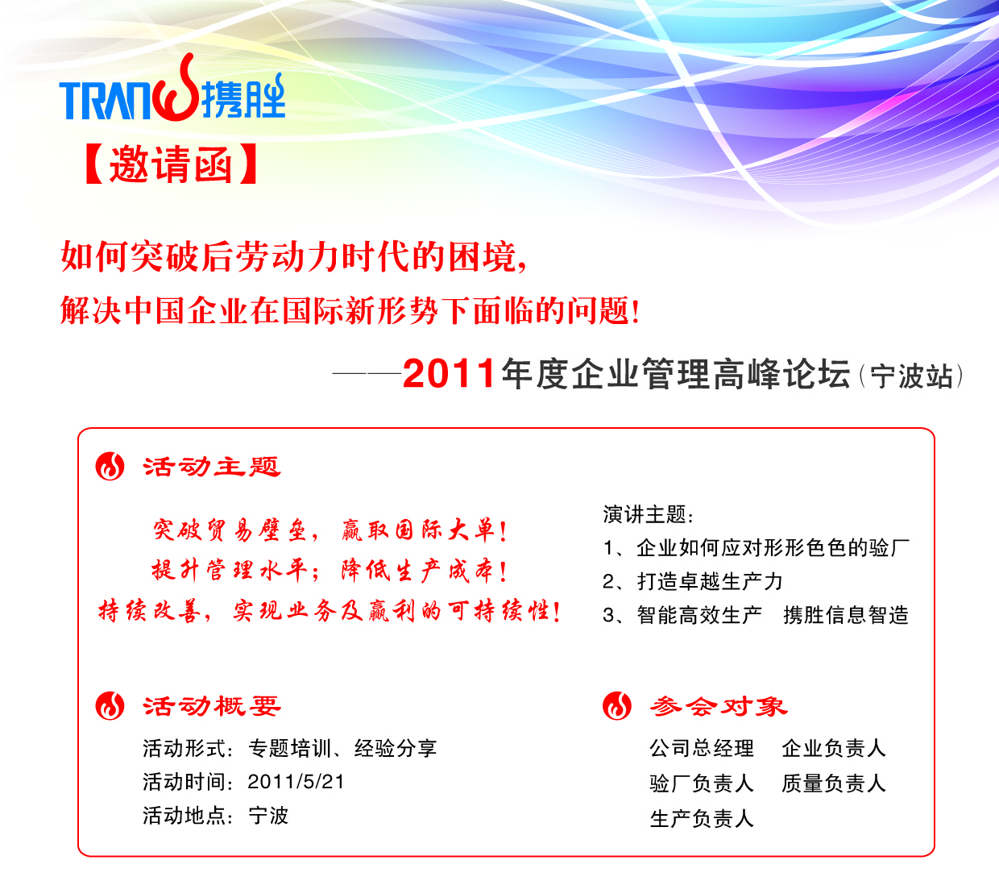 TRANS携胜
【邀请函】
如何突破后劳动力时代的困境,
解决中国企业在国际新形势下面临的问题!
——2011年度企业管理高峰论坛(宁波站)
活动主题
突破贸易壁垒，赢取国际大单!
提升管理水平；降低生产成本!
持续改善，实现业务及赢利的可持续性!
演讲主题:
1、企业如何应对形形色色的验厂
2、打造卓越生产力
3、智能高效生产 携胜信息智造
活动概要
活动形式: 专题培训、经验分享
活动时间: 2011/5/21
活动地点: 宁波
参会对象
公司总经理 企业负责人
验厂负责人 质量负责人
生产负责人